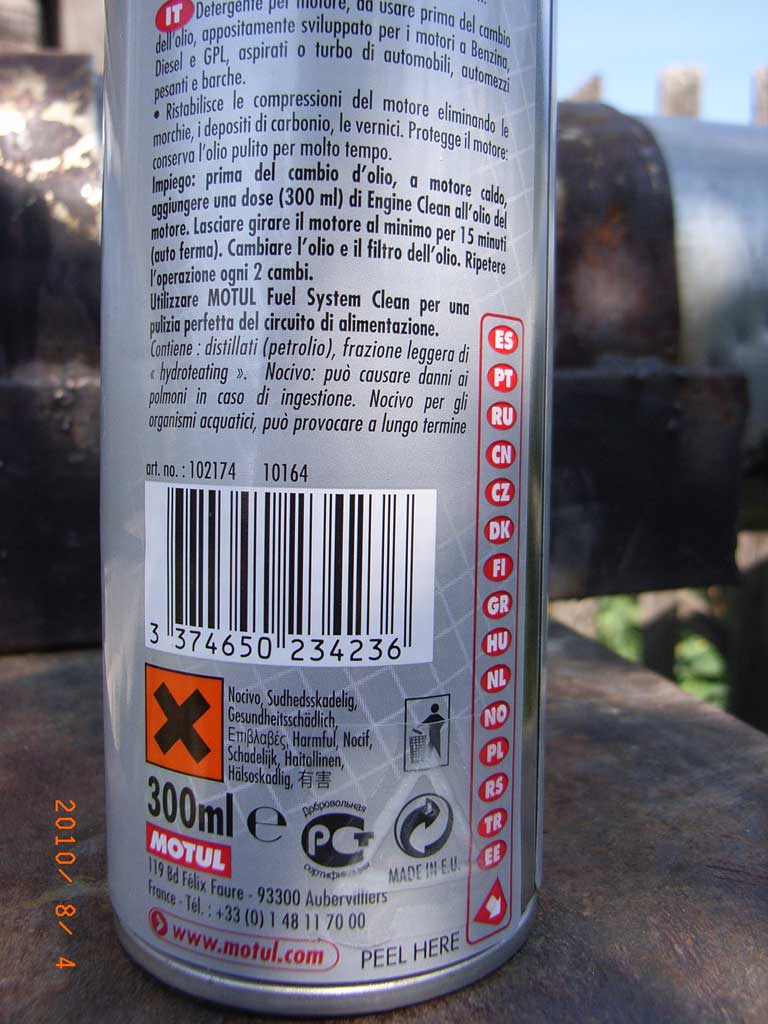 IT Detergente per motore, da usare prima del cambio
dell'olio, appositamente sviluppato per i motori a Benzina,
Diesel e GPL, aspirati o turbo di automobili, automezzi
pesanti e barche.
• Ristabilisce le compressioni del motore eliminando le
morchie, i depositi di carbonio, le vernici. Protegge il motore:
conserva l'olio pulito per molto tempo.
Impiego: prima del cambio d'olio, a motore caldo,
aggiungere una dose (300 ml) di Engine Clean all'olio del
motore. Lasciare girare il motore al minimo per 15 minuti
(auto ferma). Cambiare l'olio e il filtro dell'olio. Ripetere
l'operazione ogni 2 cambi.
Utilizzare MOTUL Fuel System Clean per una
pulizia perfetta del circuito di alimentazione.
Contiene : distillati (petrolio), frazione leggera di
« hydroteating ». Nocivo: può causare danni ai
polmoni in caso di ingestione. Nocivo per gli
organismi acquatici, può provocare a lungo termine
art. no. : 102174 10164
3 374650 234236
Nocivo, Sudhedsskadelig,
Gesundheitsschädlich,
Επιβλαβές, Harmful, Nocif,
Schadelijk, Haitallinen,
Hälsoskadlig, 有害
300ml e
MOTUL
Добровольная
РСТ
сертификация
MADE IN E.U.
119 Bd Félix Faure - 93300 Aubervilliers
France - Tél. : +33 (0) 1 48 11 70 00
www.motul.com
PEEL HERE
ES
PT
RU
CN
CZ
DK
FI
GR
HU
NL
NO
PL
RS
TR
EE
2010/ 8/ 4